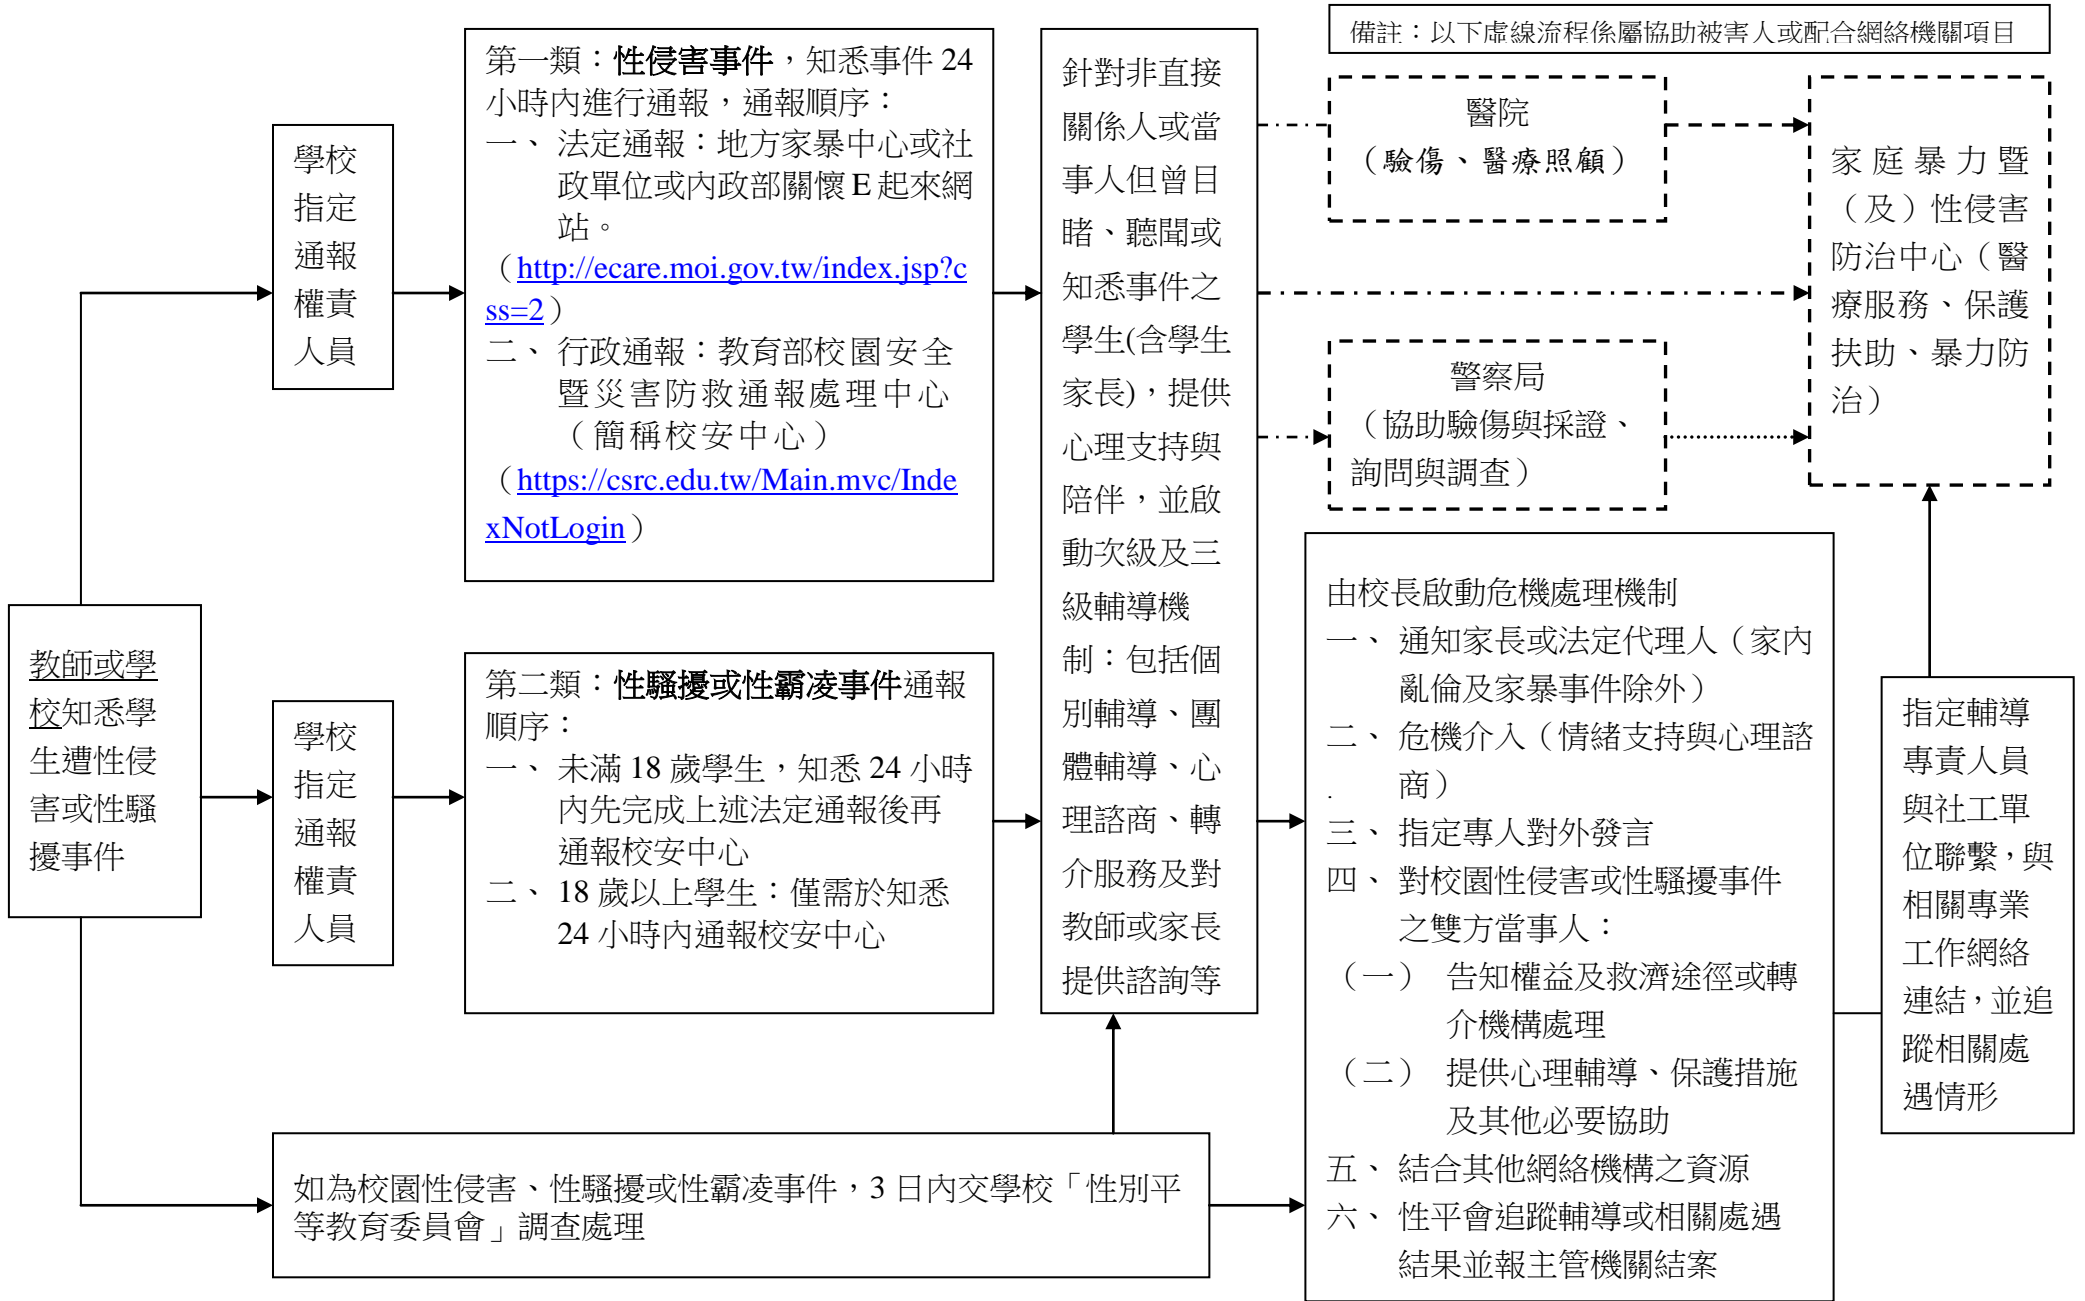 備註：以下虛線流程係屬協助被害人或配合網絡機關項目
教師或學
校知悉學
生遭性侵
害或性騷
擾事件
學校
指定
通報
權責
人員
第一類：性侵害事件，知悉事件 24
小時內進行通報，通報順序：
一、 法定通報：地方家暴中心或社
政單位或內政部關懷 E 起來網
站。
（http://ecare.moi.gov.tw/index.jsp?c
ss=2）
二、 行政通報：教育部校園安全
暨災害防救通報處理中心
（簡稱校安中心）
（https://csrc.edu.tw/Main.mvc/Inde
xNotLogin）
學校
指定
通報
權責
人員
第二類：性騷擾或性霸凌事件通報
順序：
一、 未滿 18 歲學生，知悉 24 小時
內先完成上述法定通報後再
通報校安中心
二、 18 歲以上學生：僅需於知悉
24 小時內通報校安中心
如為校園性侵害、性騷擾或性霸凌事件，3 日內交學校「性別平
等教育委員會」調查處理
針對非直接
關係人或當
事人但曾目
睹、聽聞或
知悉事件之
學生(含學生
家長)，提供
心理支持與
陪伴，並啟
動次級及三
級輔導機
制：包括個
別輔導、團
體輔導、心
理諮商、轉
介服務及對
教師或家長
提供諮詢等
醫院
（驗傷、醫療照顧）
警察局
（協助驗傷與採證、
詢問與調查）
家庭暴力暨
（及）性侵害
防治中心（醫
療服務、保護
扶助、暴力防
治）
由校長啟動危機處理機制
一、 通知家長或法定代理人（家內
亂倫及家暴事件除外）
二、 危機介入（情緒支持與心理諮
. 商）
三、 指定專人對外發言
四、 對校園性侵害或性騷擾事件
之雙方當事人：
（一） 告知權益及救濟途徑或轉
介機構處理
（二） 提供心理輔導、保護措施
及其他必要協助
五、 結合其他網絡機構之資源
六、 性平會追蹤輔導或相關處遇
結果並報主管機關結案
指定輔導
專責人員
與社工單
位聯繫，與
相關專業
工作網絡
連結，並追
蹤相關處
遇情形